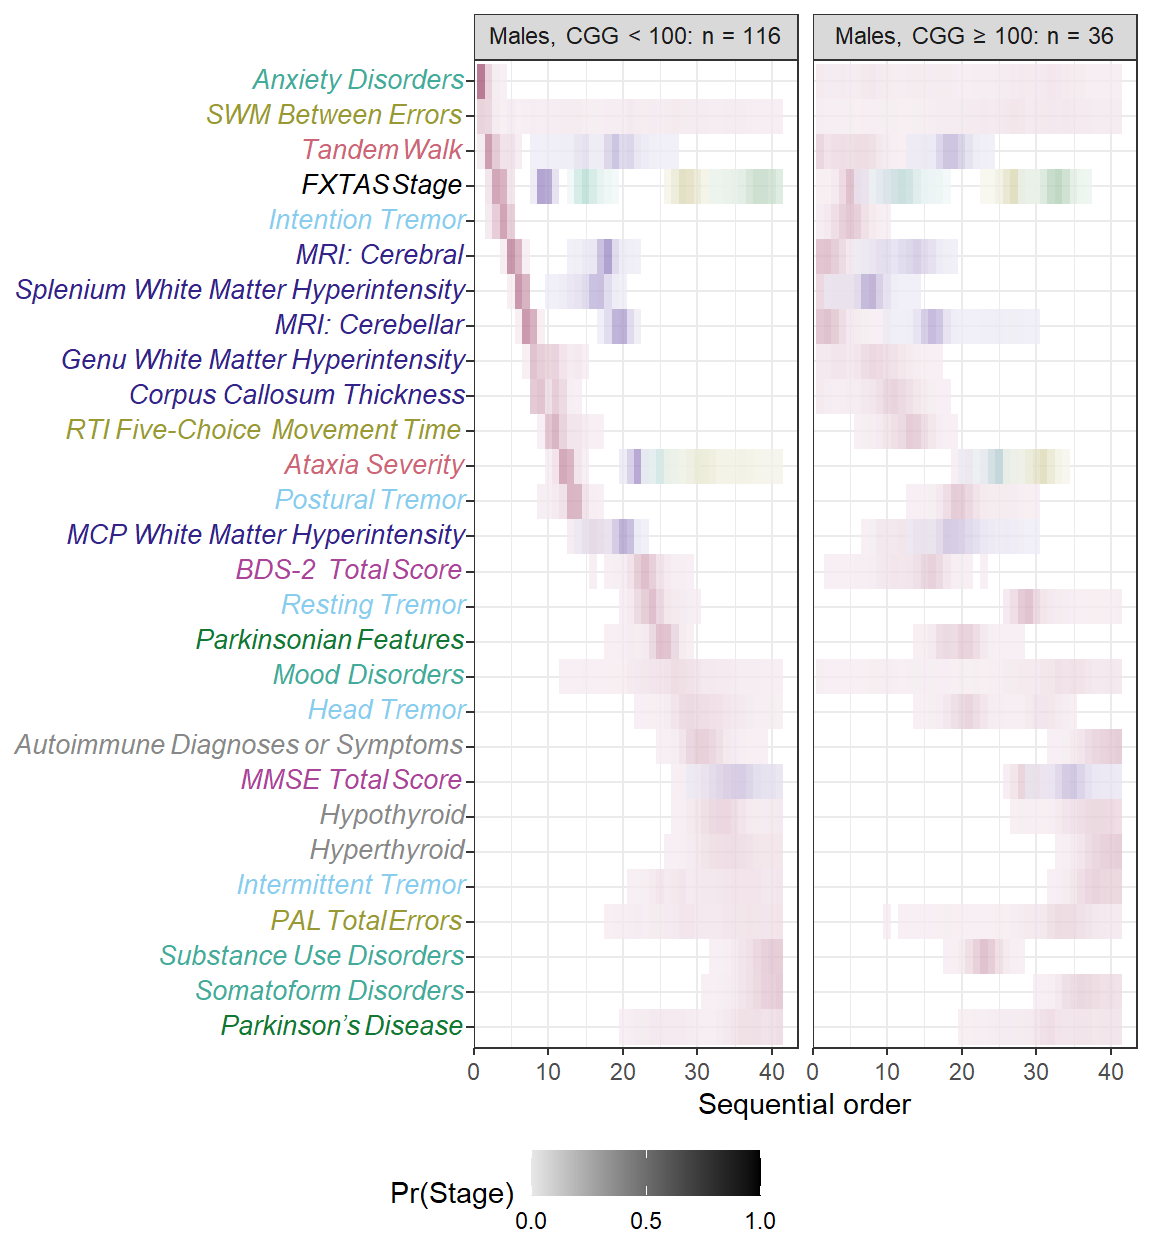 Males, CGG < 100: n = 116
Males, CGG ≥ 100: n = 36
Anxiety Disorders
SWM Between Errors
Tandem Walk
FXTAS Stage
Intention Tremor
MRI: Cerebral
Splenium White Matter Hyperintensity
MRI: Cerebellar
Genu White Matter Hyperintensity
Corpus Callosum Thickness
RTI Five-Choice Movement Time
Ataxia Severity
Postural Tremor
MCP White Matter Hyperintensity
BDS-2 Total Score
Resting Tremor
Parkinsonian Features
Mood Disorders
Head Tremor
Autoimmune Diagnoses or Symptoms
MMSE Total Score
Hypothyroid
Hyperthyroid
Intermittent Tremor
PAL Total Errors
Substance Use Disorders
Somatoform Disorders
Parkinson's Disease
0 10 20 30 40 0 10 20 30 40
Sequential order
Pr(Stage)
0.0 0.5 1.0